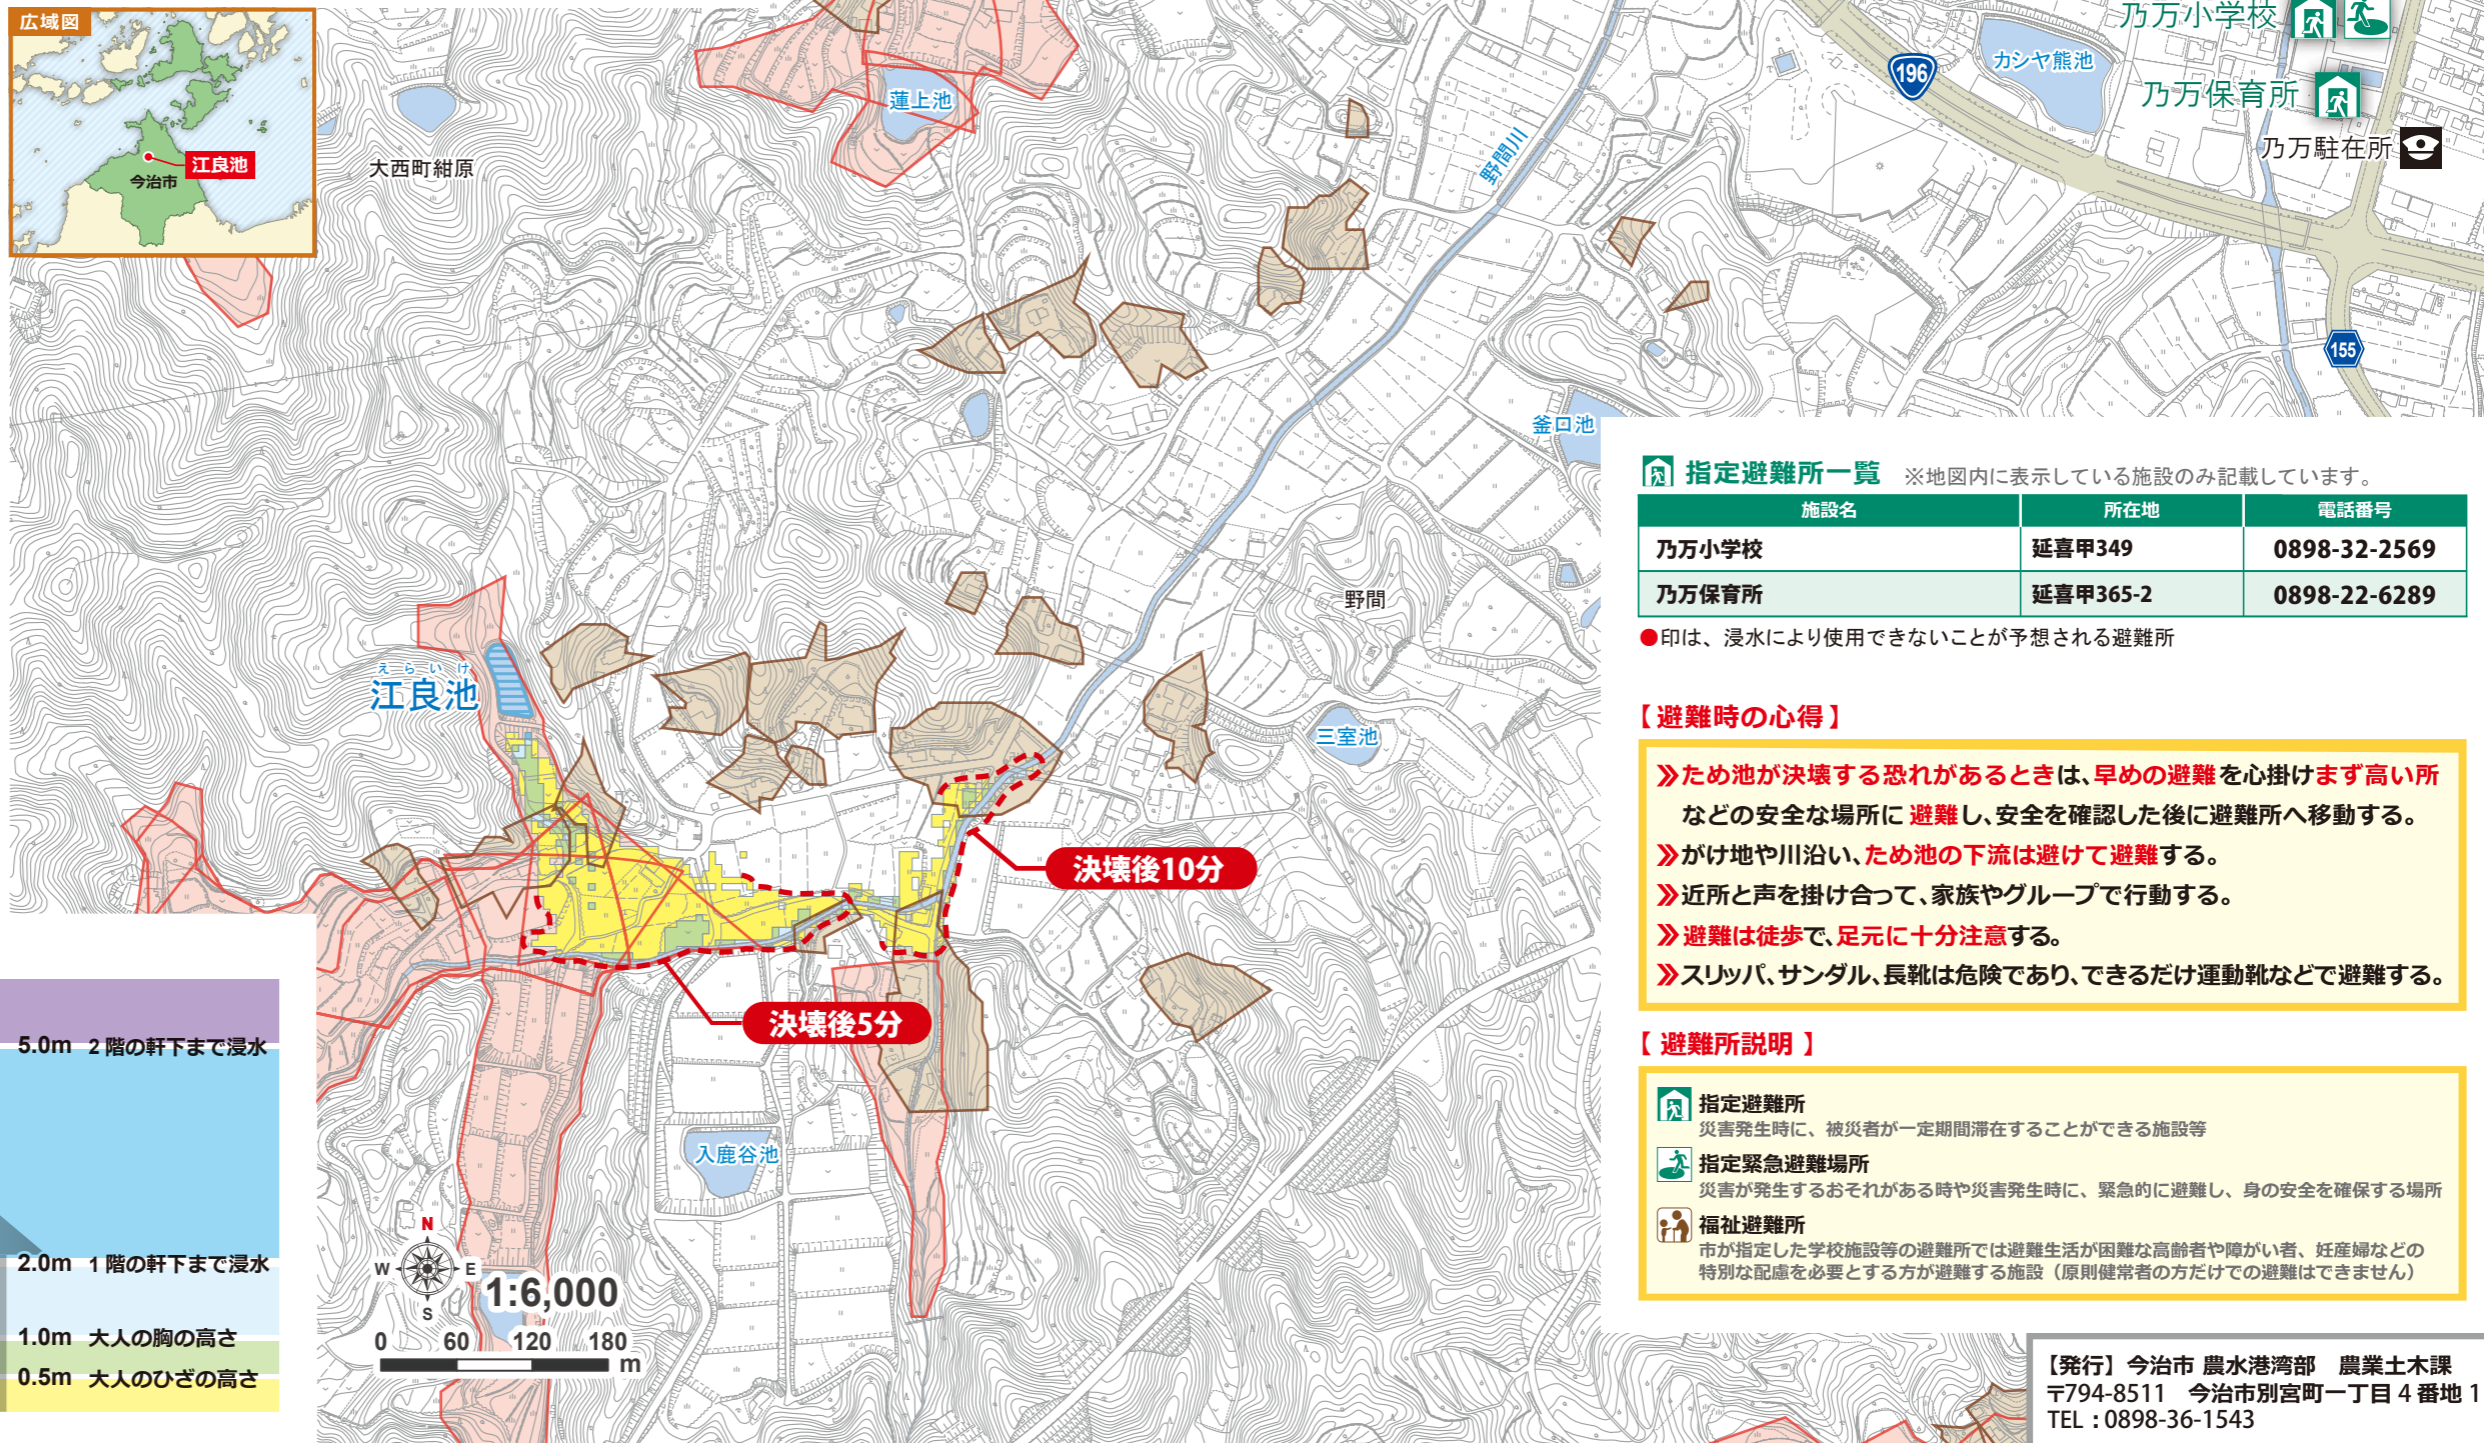 広域図
江良池
今治市
大西町紺原
蓮上池
野間川
196
カシヤ熊池
乃万小学校
乃万保育所
乃万駐在所
155
釜口池
野間
三室池
えらいけ
江良池
決壊後10分
決壊後5分
入鹿谷池
指定避難所一覧 ※地図内に表示している施設のみ記載しています。
施設名 所在地 電話番号
乃万小学校 延喜甲349 0898-32-2569
乃万保育所 延喜甲365-2 0898-22-6289
●印は、浸水により使用できないことが予想される避難所
【避難時の心得】
≫ため池が決壊する恐れがあるときは、早めの避難を心掛けまず高い所
などの安全な場所に避難し、安全を確認した後に避難所へ移動する。
≫がけ地や川沿い、ため池の下流は避けて避難する。
≫近所と声を掛け合って、家族やグループで行動する。
≫避難は徒歩で、足元に十分注意する。
≫スリッパ、サンダル、長靴は危険であり、できるだけ運動靴などで避難する。
【避難所説明】
指定避難所
災害発生時に、被災者が一定期間滞在することができる施設等
指定緊急避難場所
災害が発生するおそれがある時や災害発生時に、緊急的に避難し、身の安全を確保する場所
福祉避難所
市が指定した学校施設等の避難所では避難生活が困難な高齢者や障がい者、妊産婦などの
特別な配慮を必要とする方が避難する施設（原則健常者の方だけでの避難はできません）
5.0m 2階の軒下まで浸水
2.0m 1階の軒下まで浸水
1.0m 大人の胸の高さ
0.5m 大人のひざの高さ
N
W E
S
1:6,000
0 60 120 180
m
【発行】今治市 農水港湾部 農業土木課
〒794-8511 今治市別宮町一丁目4番地1
TEL：0898-36-1543